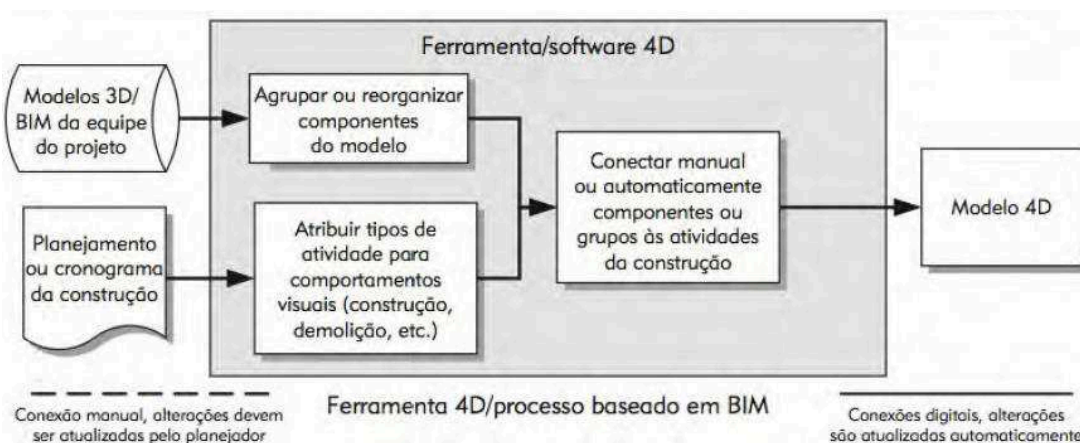 Ferramenta/software 4D
Modelos 3D/
BIM da equipe
do projeto
Agrupar ou reorganizar
componentes
do modelo
Planejamento
ou cronograma
da construção
Atribuir tipos de
atividade para
comportamentos
visuais (construção,
demolição, etc.)
Conectar manual
ou automaticamente
componentes ou
grupos às atividades
da construção
Modelo 4D
Conexão manual, alterações devem
ser atualizadas pelo planejador
Ferramenta 4D/processo baseado em BIM
Conexões digitais, alterações
são atualizadas automaticamente